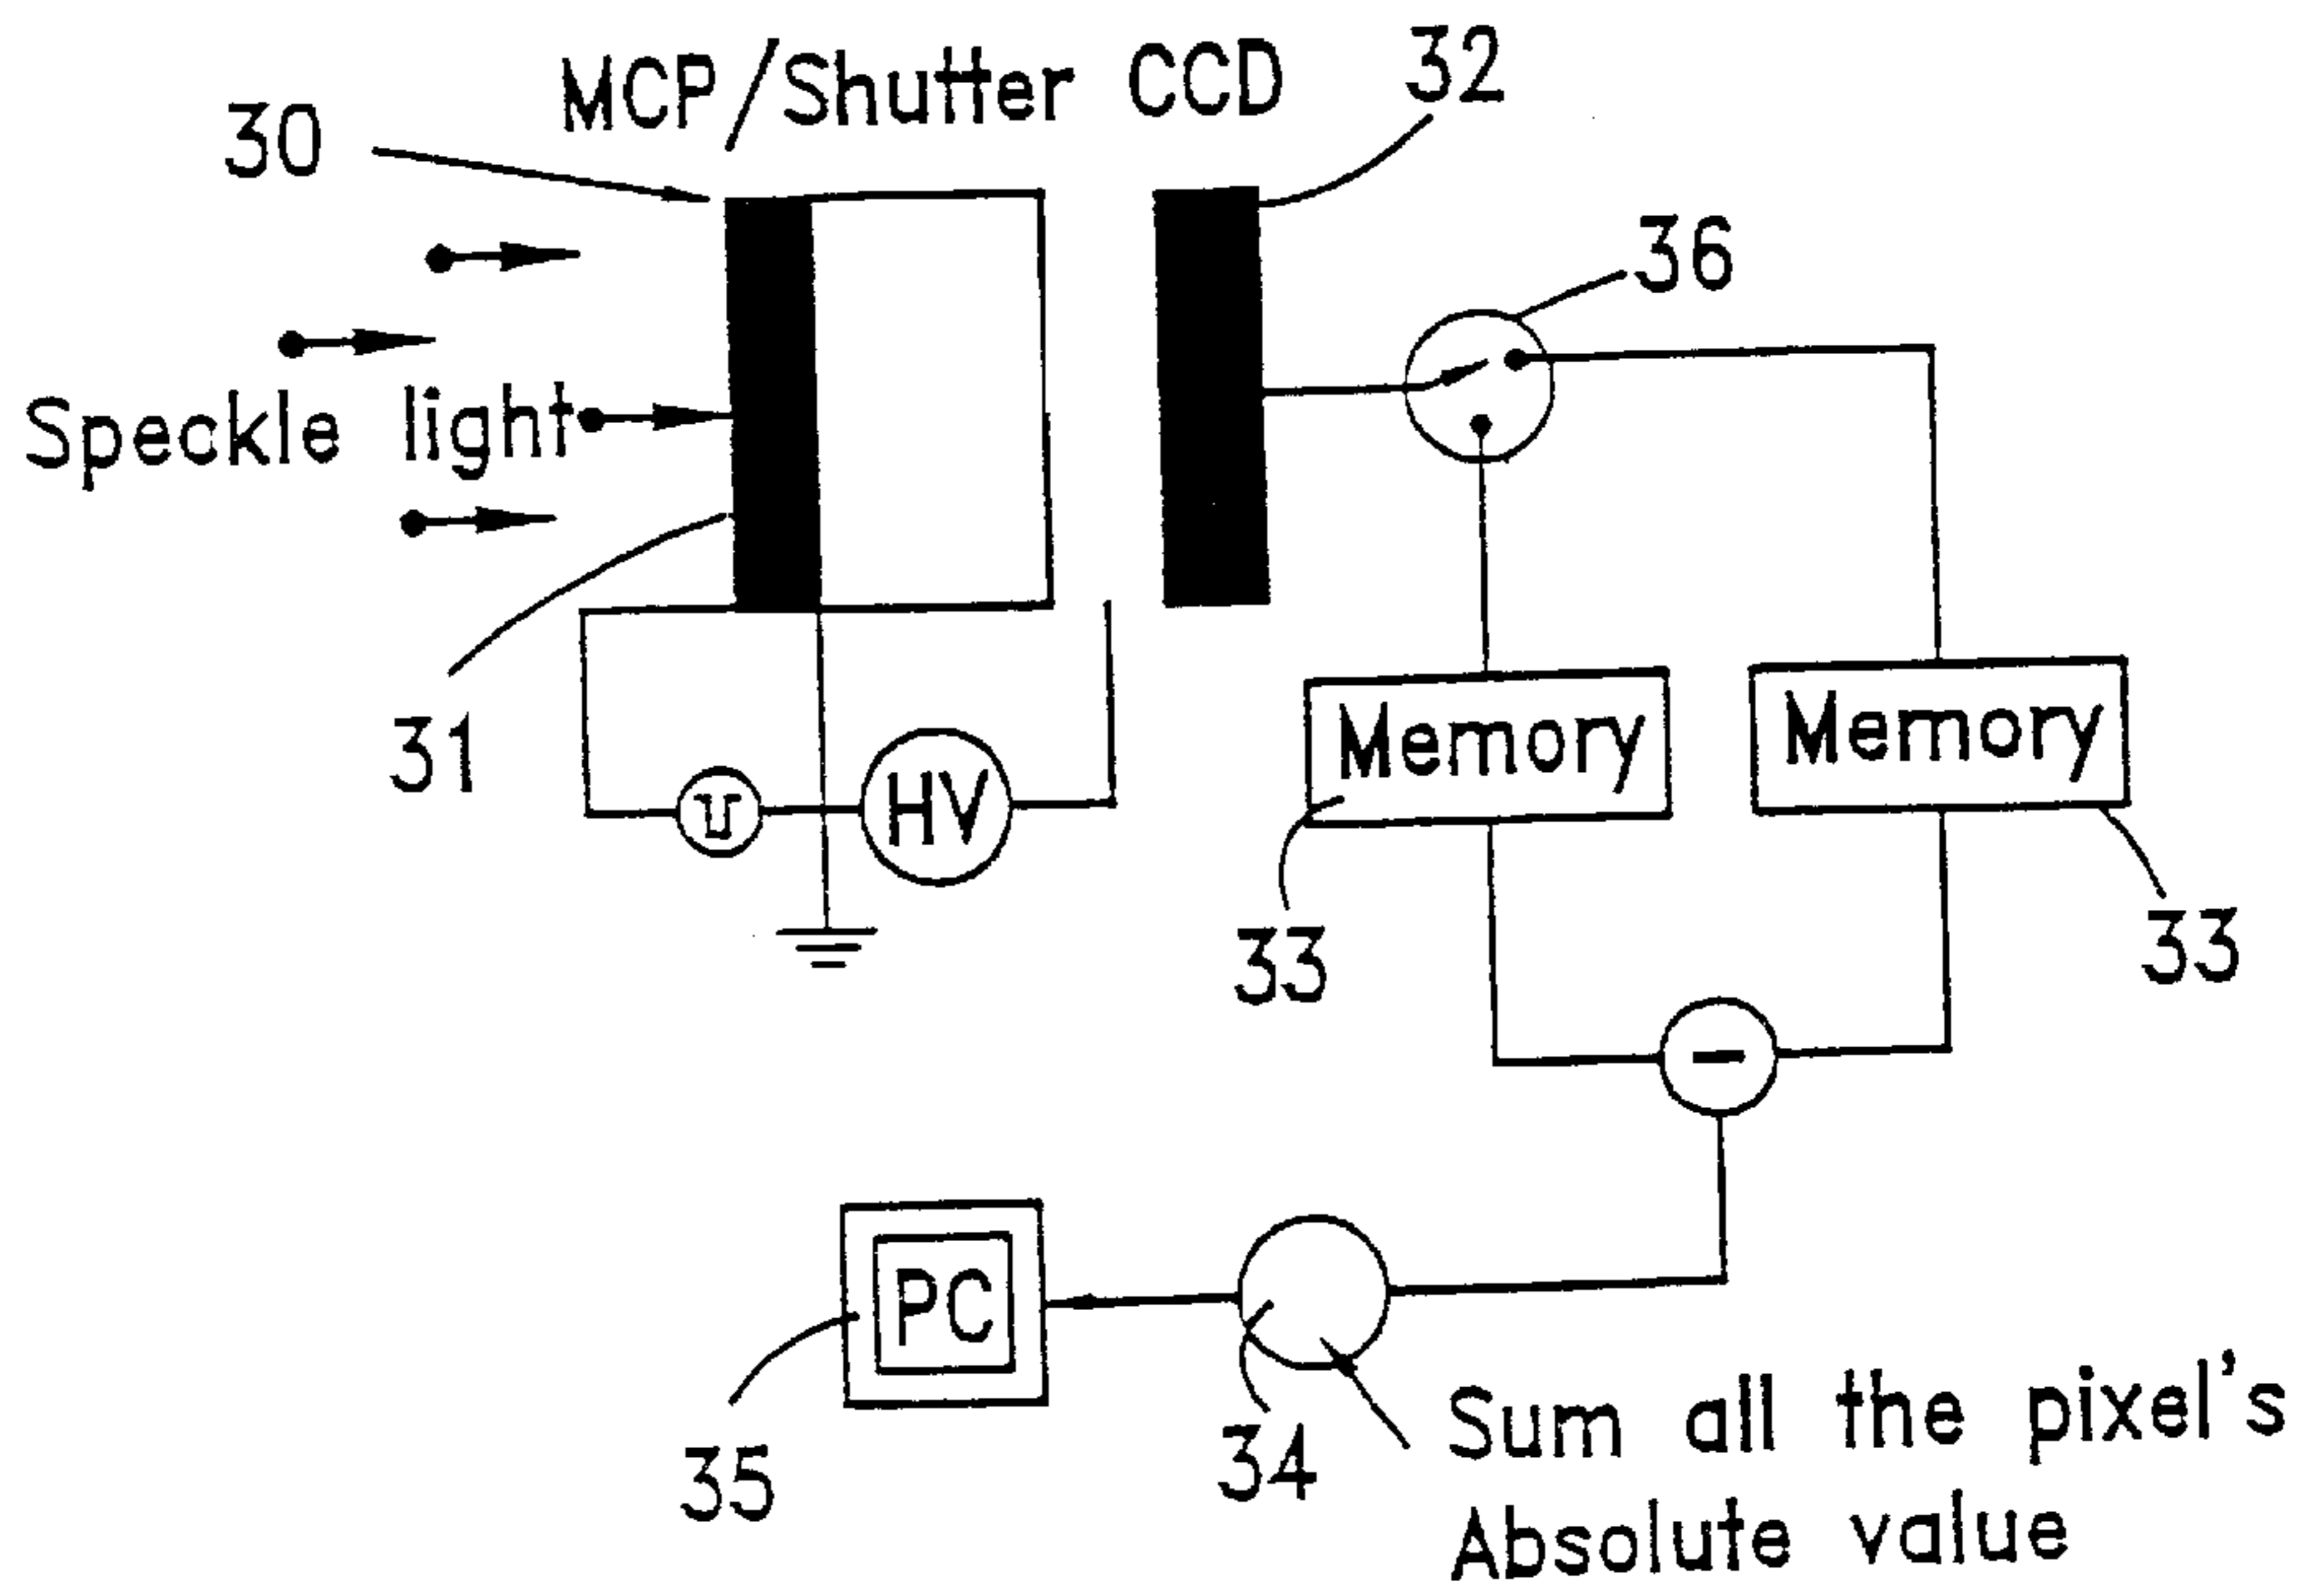 MCP/Shutter CCD
32
30
36
Speckle light
31
Memory
Memory
HV
33
33
PC
35
34
Sum all the pixel's
Absolute value